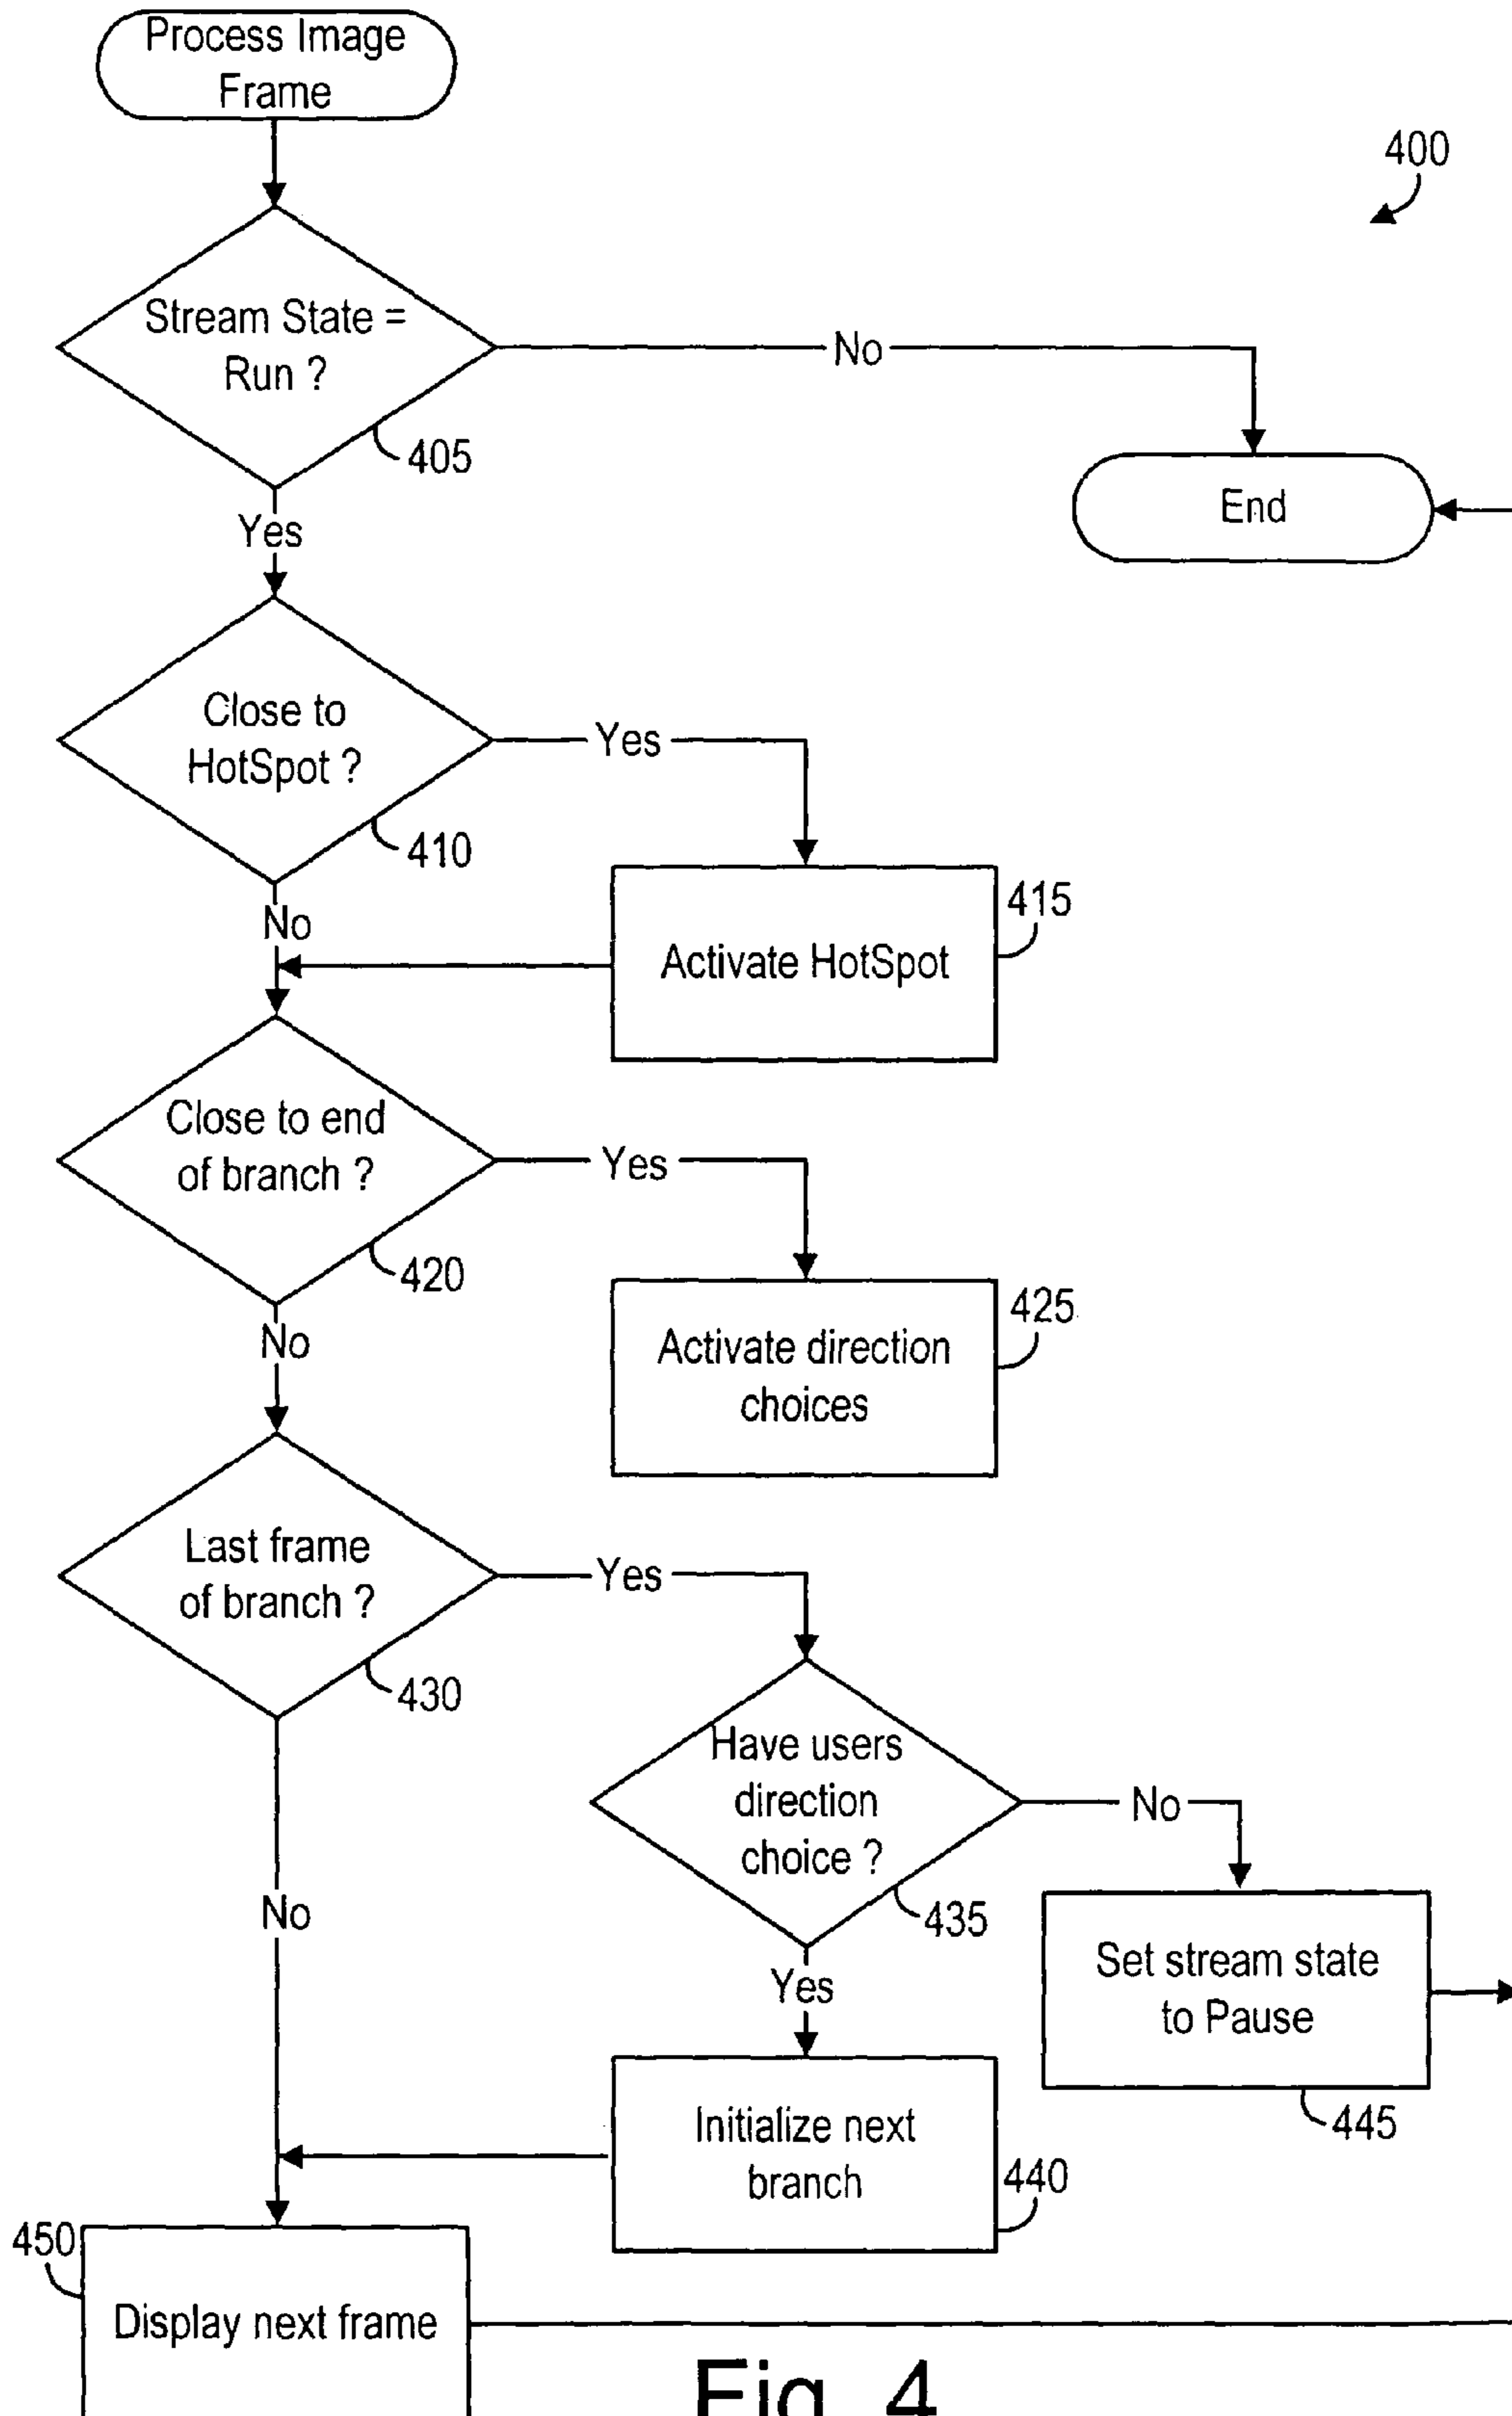 Process Image
Frame
400
Stream State =
Run ?
No
405
End
Yes
Close to
HotSpot ?
Yes
410
415
No
Activate HotSpot
Close to end
of branch ?
Yes
420
425
No
Activate direction
choices
Last frame
of branch ?
Yes
430
Have users
direction
choice ?
No
435
No
Set stream state
to Pause
Yes
445
Initialize next
branch
440
450
Display next frame
Fig. 4